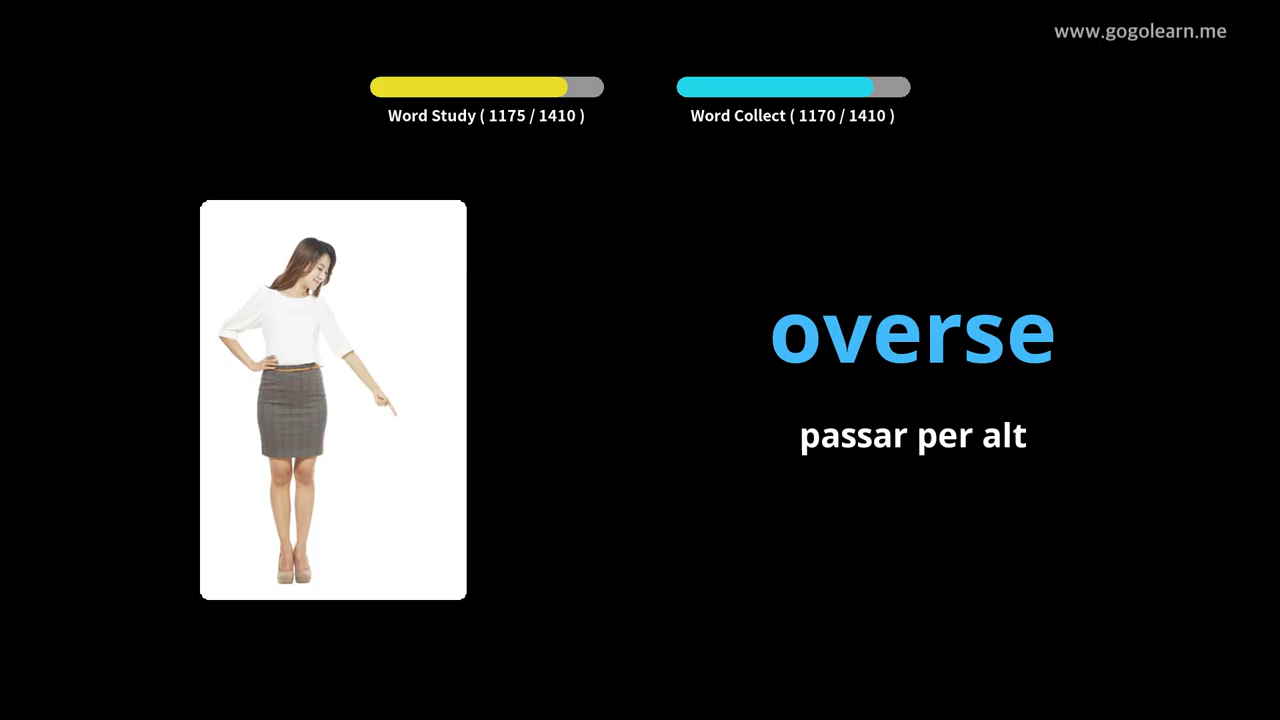 www.gogolearn.me
Word Study ( 1175 / 1410 )
Word Collect ( 1170 / 1410 )
overse
passar per alt